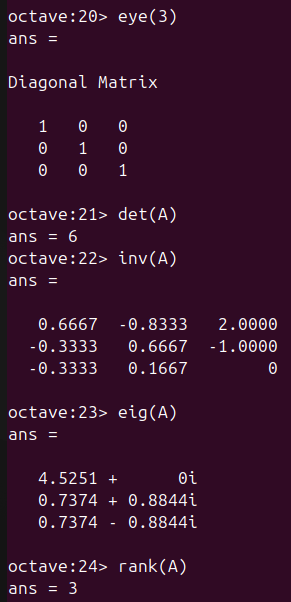 octave:20> eye(3)
ans =

Diagonal Matrix

   1   0   0
   0   1   0
   0   0   1

octave:21> det(A)
ans = 6
octave:22> inv(A)
ans =

   0.6667  -0.8333   2.0000
  -0.3333   0.6667  -1.0000
  -0.3333   0.1667        0

octave:23> eig(A)
ans =

   4.5251 +      0i
   0.7374 + 0.8844i
   0.7374 - 0.8844i

octave:24> rank(A)
ans = 3